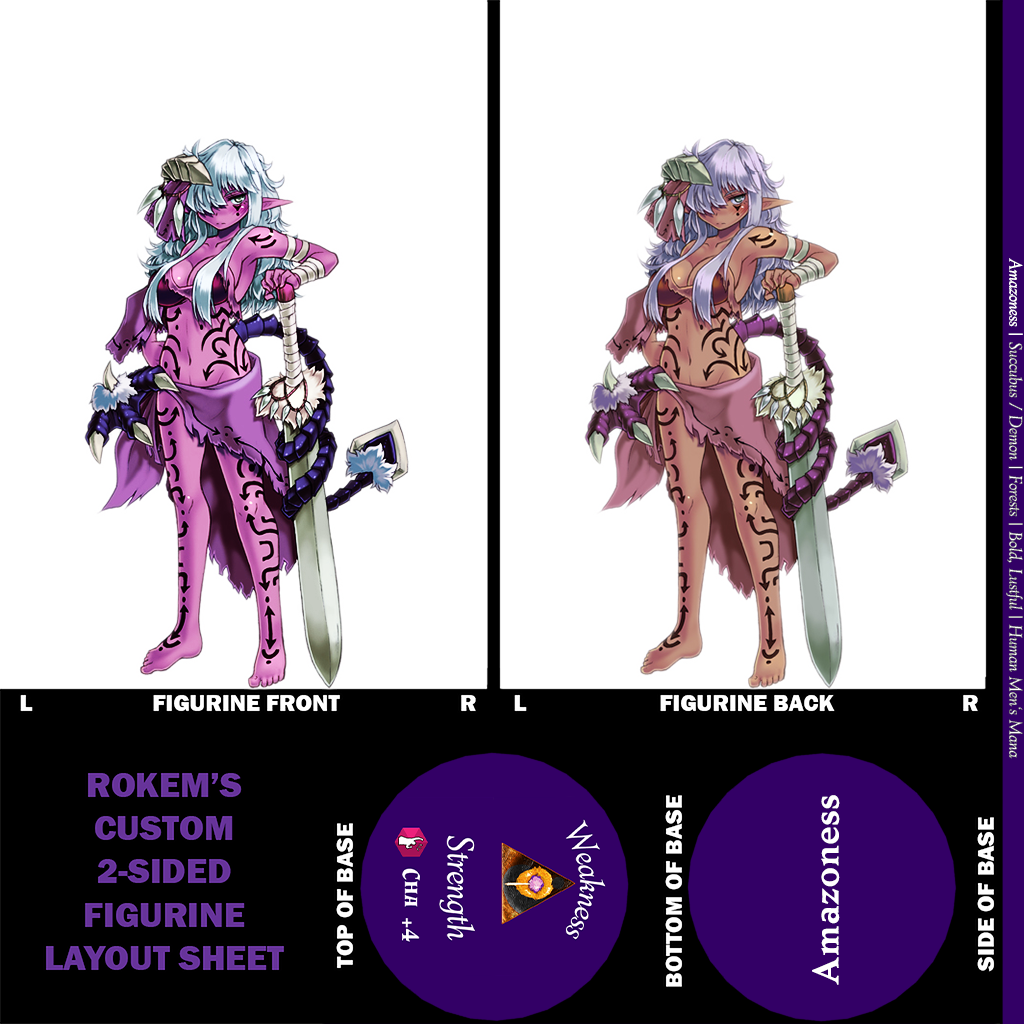 L
FIGURINE FRONT
R
L
FIGURINE BACK
R
ROKEM’S
CUSTOM
2-SIDED
FIGURINE
LAYOUT SHEET
TOP OF BASE
Weakness
Strength
CHA +4
BOTTOM OF BASE
Amazoness
SIDE OF BASE
Amazoness | Succubus / Demon | Forests | Bold, Lustful | Human Men's Mana